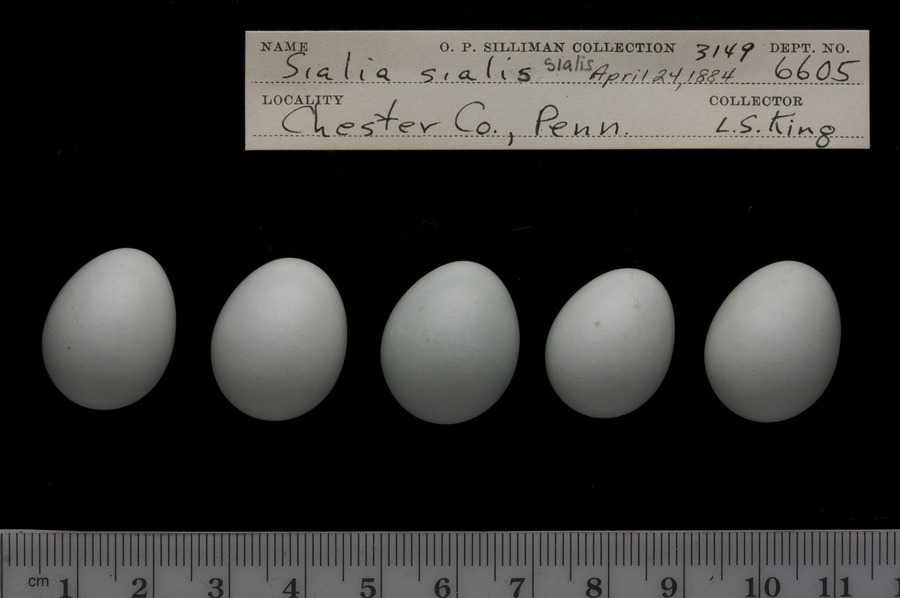 NAME O. P. SILLIMAN COLLECTION 3149 DEPT. NO.
Sialia sialis sialis April 24, 1884 6605
LOCALITY COLLECTOR
Chester Co., Penn. L.S. King
cm 1 2 3 4 5 6 7 8 9 10 11